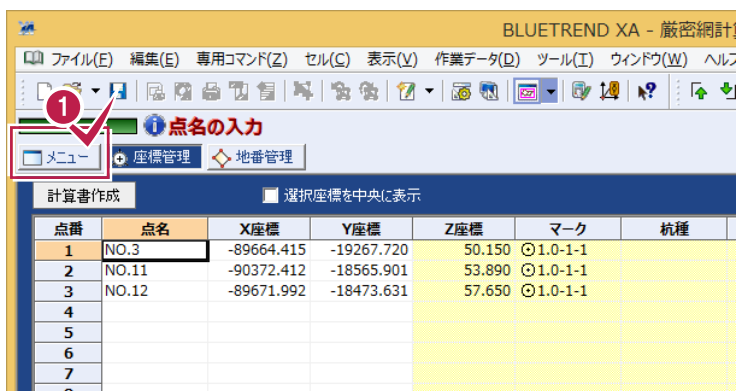 BLUETREND XA - 厳密網計
ファイル(F) 編集(E) 専用コマンド(Z) セル(C) 表示(V) 作業データ(D) ツール(T) ウィンドウ(W) ヘル
1
点名の入力
メニュー 座標管理 地番管理
計算書作成 選択座標を中央に表示
点番 点名 X座標 Y座標 Z座標 マーク 杭種
1 NO.3 -89664.415 -19267.720 50.150 1.0-1-1
2 NO.11 -90372.412 -18565.901 53.890 1.0-1-1
3 NO.12 -89671.992 -18473.631 57.650 1.0-1-1
4
5
6
7